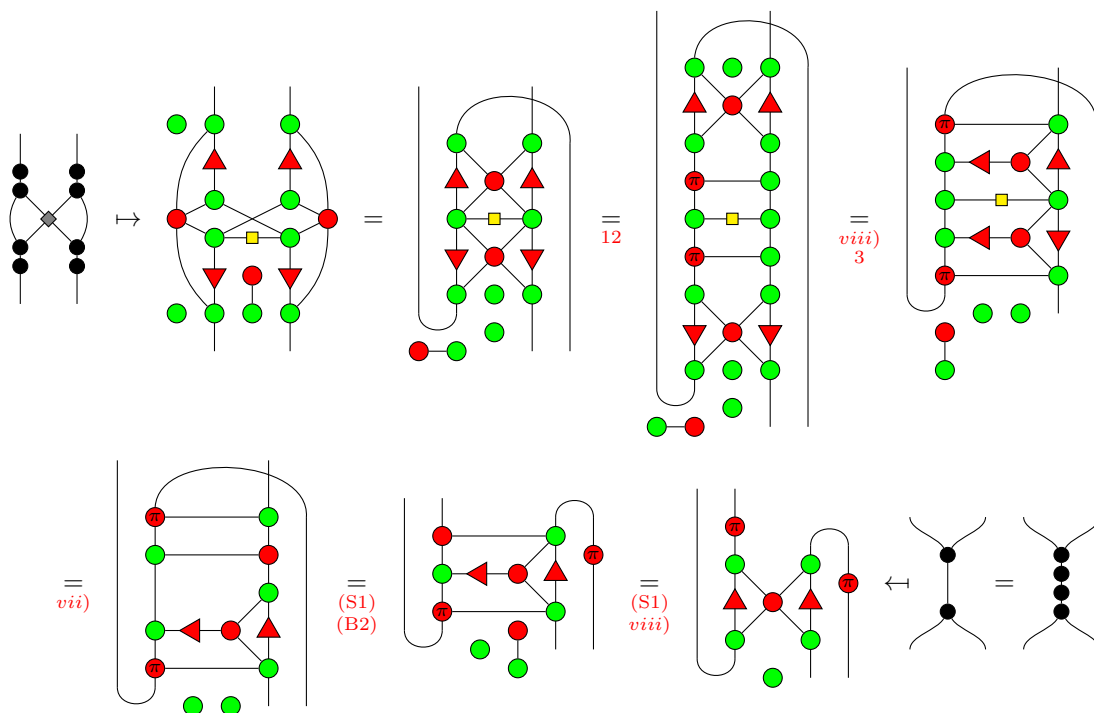 ↦ = = 12 = viii) 3
π π π π
= vii) = (S1) (B2) = (S1) viii) ↤ =
π π π π π π